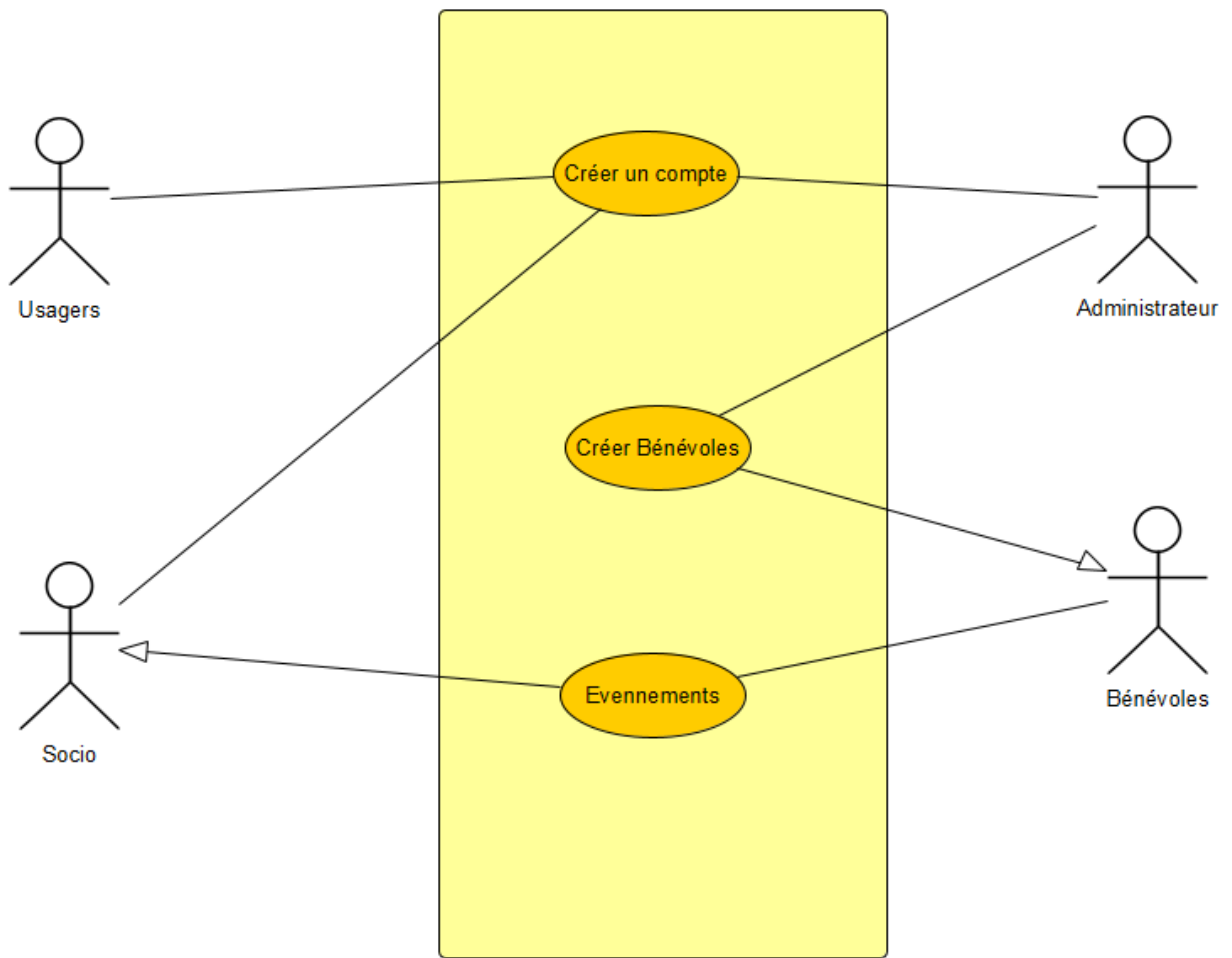 Créer un compte
Usagers
Administrateur
Créer Bénévoles
Evennements
Bénévoles
Socio